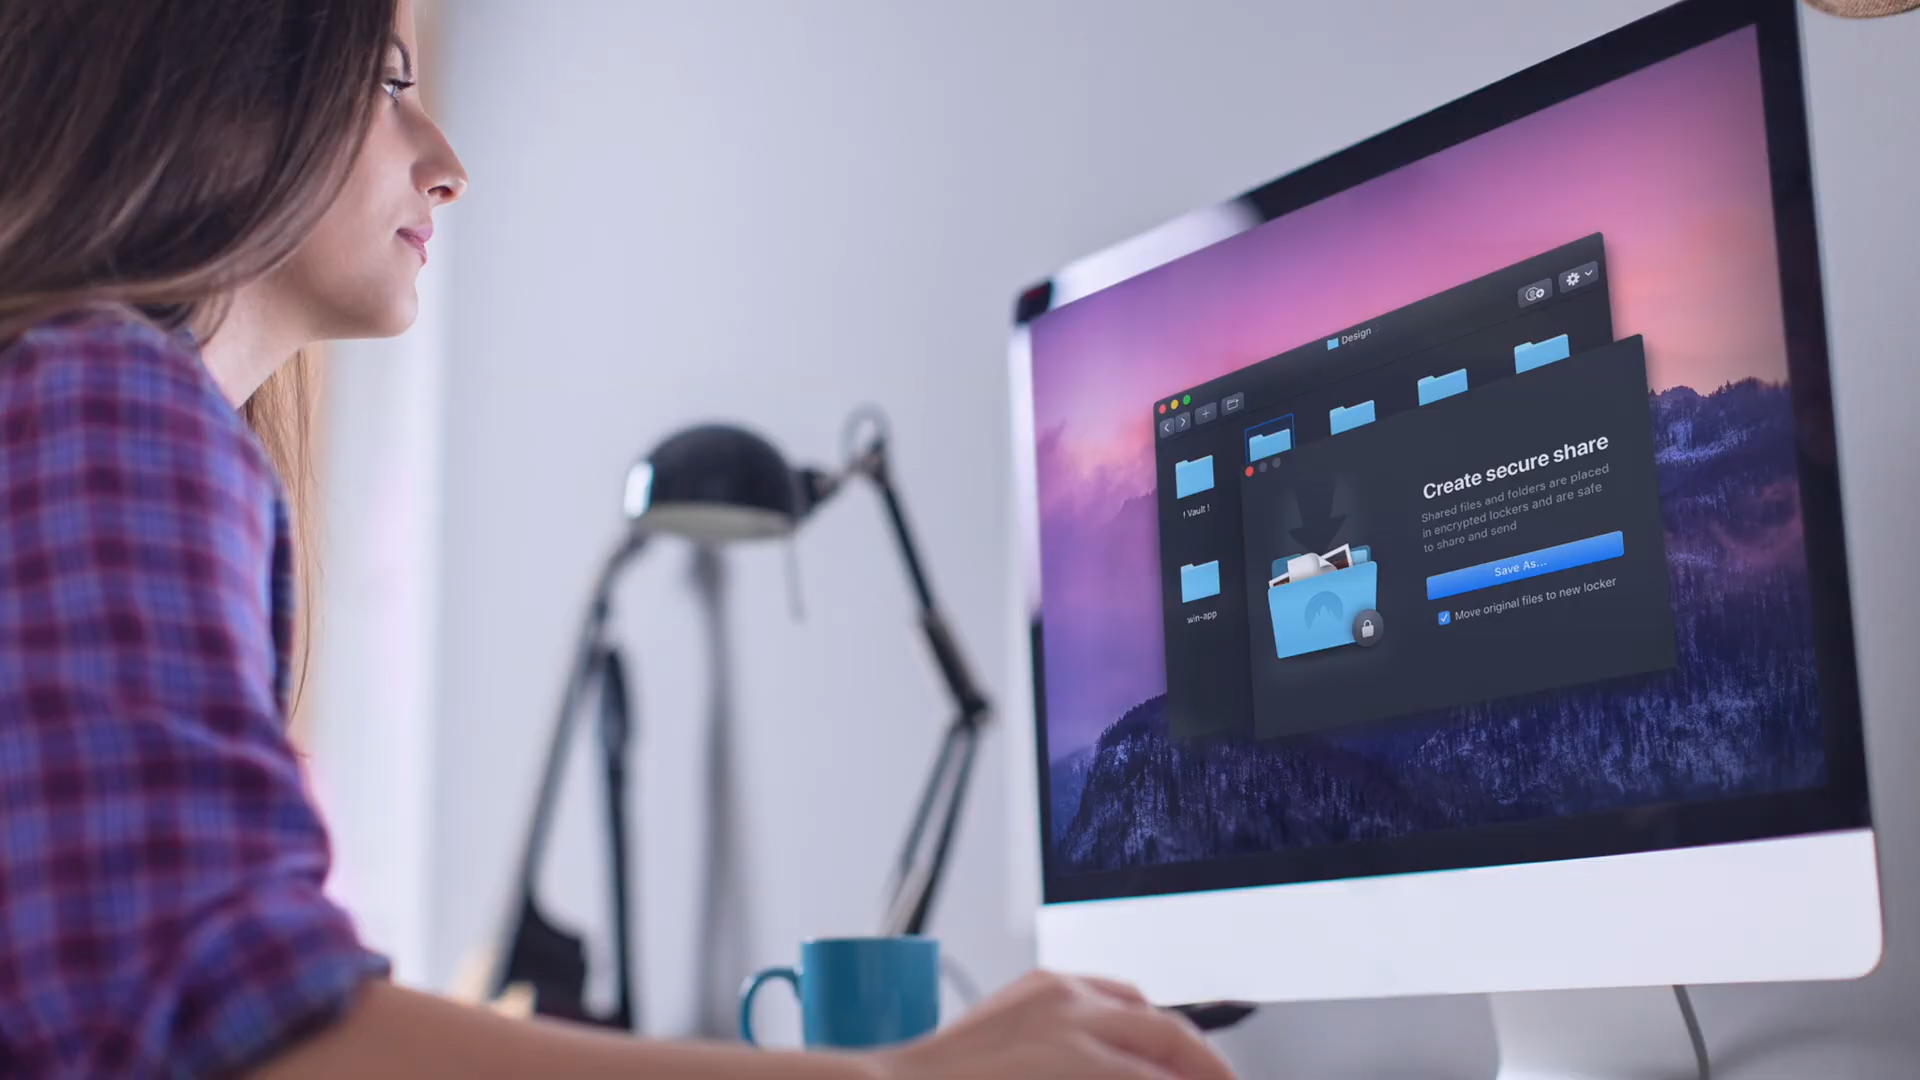 Design
! Vault !
win-app
Create secure share
Shared files and folders are placed
in encrypted lockers and are safe
to share and send
Save As...
Move original files to new locker